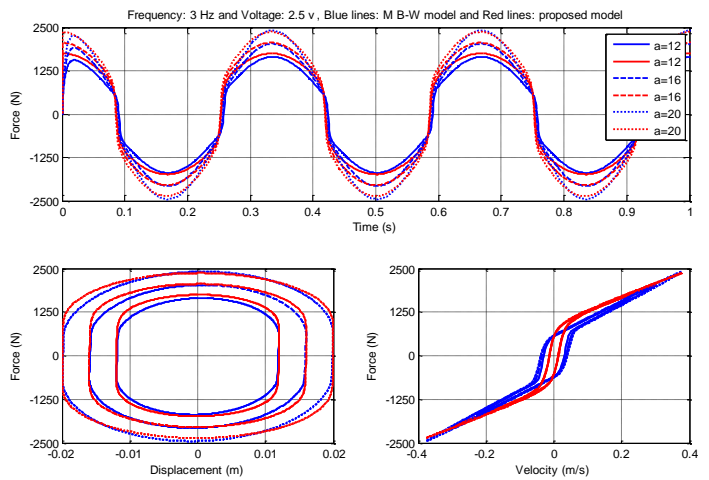 Frequency: 3 Hz and Voltage: 2.5 v , Blue lines: M B-W model and Red lines: proposed model
2500
1250
0
-1250
-2500
Force (N)
0 0.1 0.2 0.3 0.4 0.5 0.6 0.7 0.8 0.9 1
Time (s)
a=12
a=12
a=16
a=16
a=20
a=20
2500
1250
0
-1250
-2500
Force (N)
-0.02 -0.01 0 0.01 0.02
Displacement (m)
2500
1250
0
-1250
-2500
Force (N)
-0.4 -0.2 0 0.2 0.4
Velocity (m/s)